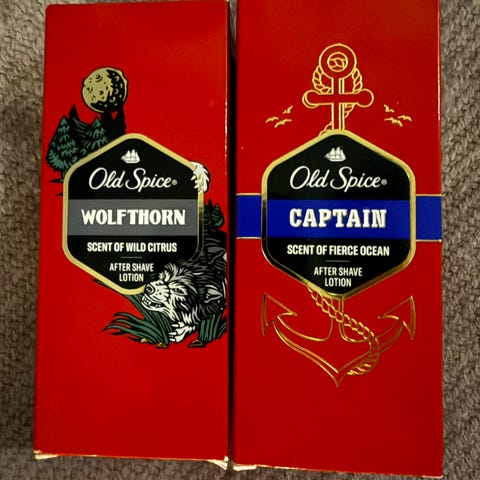 Old Spice®
WOLFTHORN
SCENT OF WILD CITRUS
AFTER SHAVE
LOTION
Old Spice®
CAPTAIN
SCENT OF FIERCE OCEAN
AFTER SHAVE
LOTION